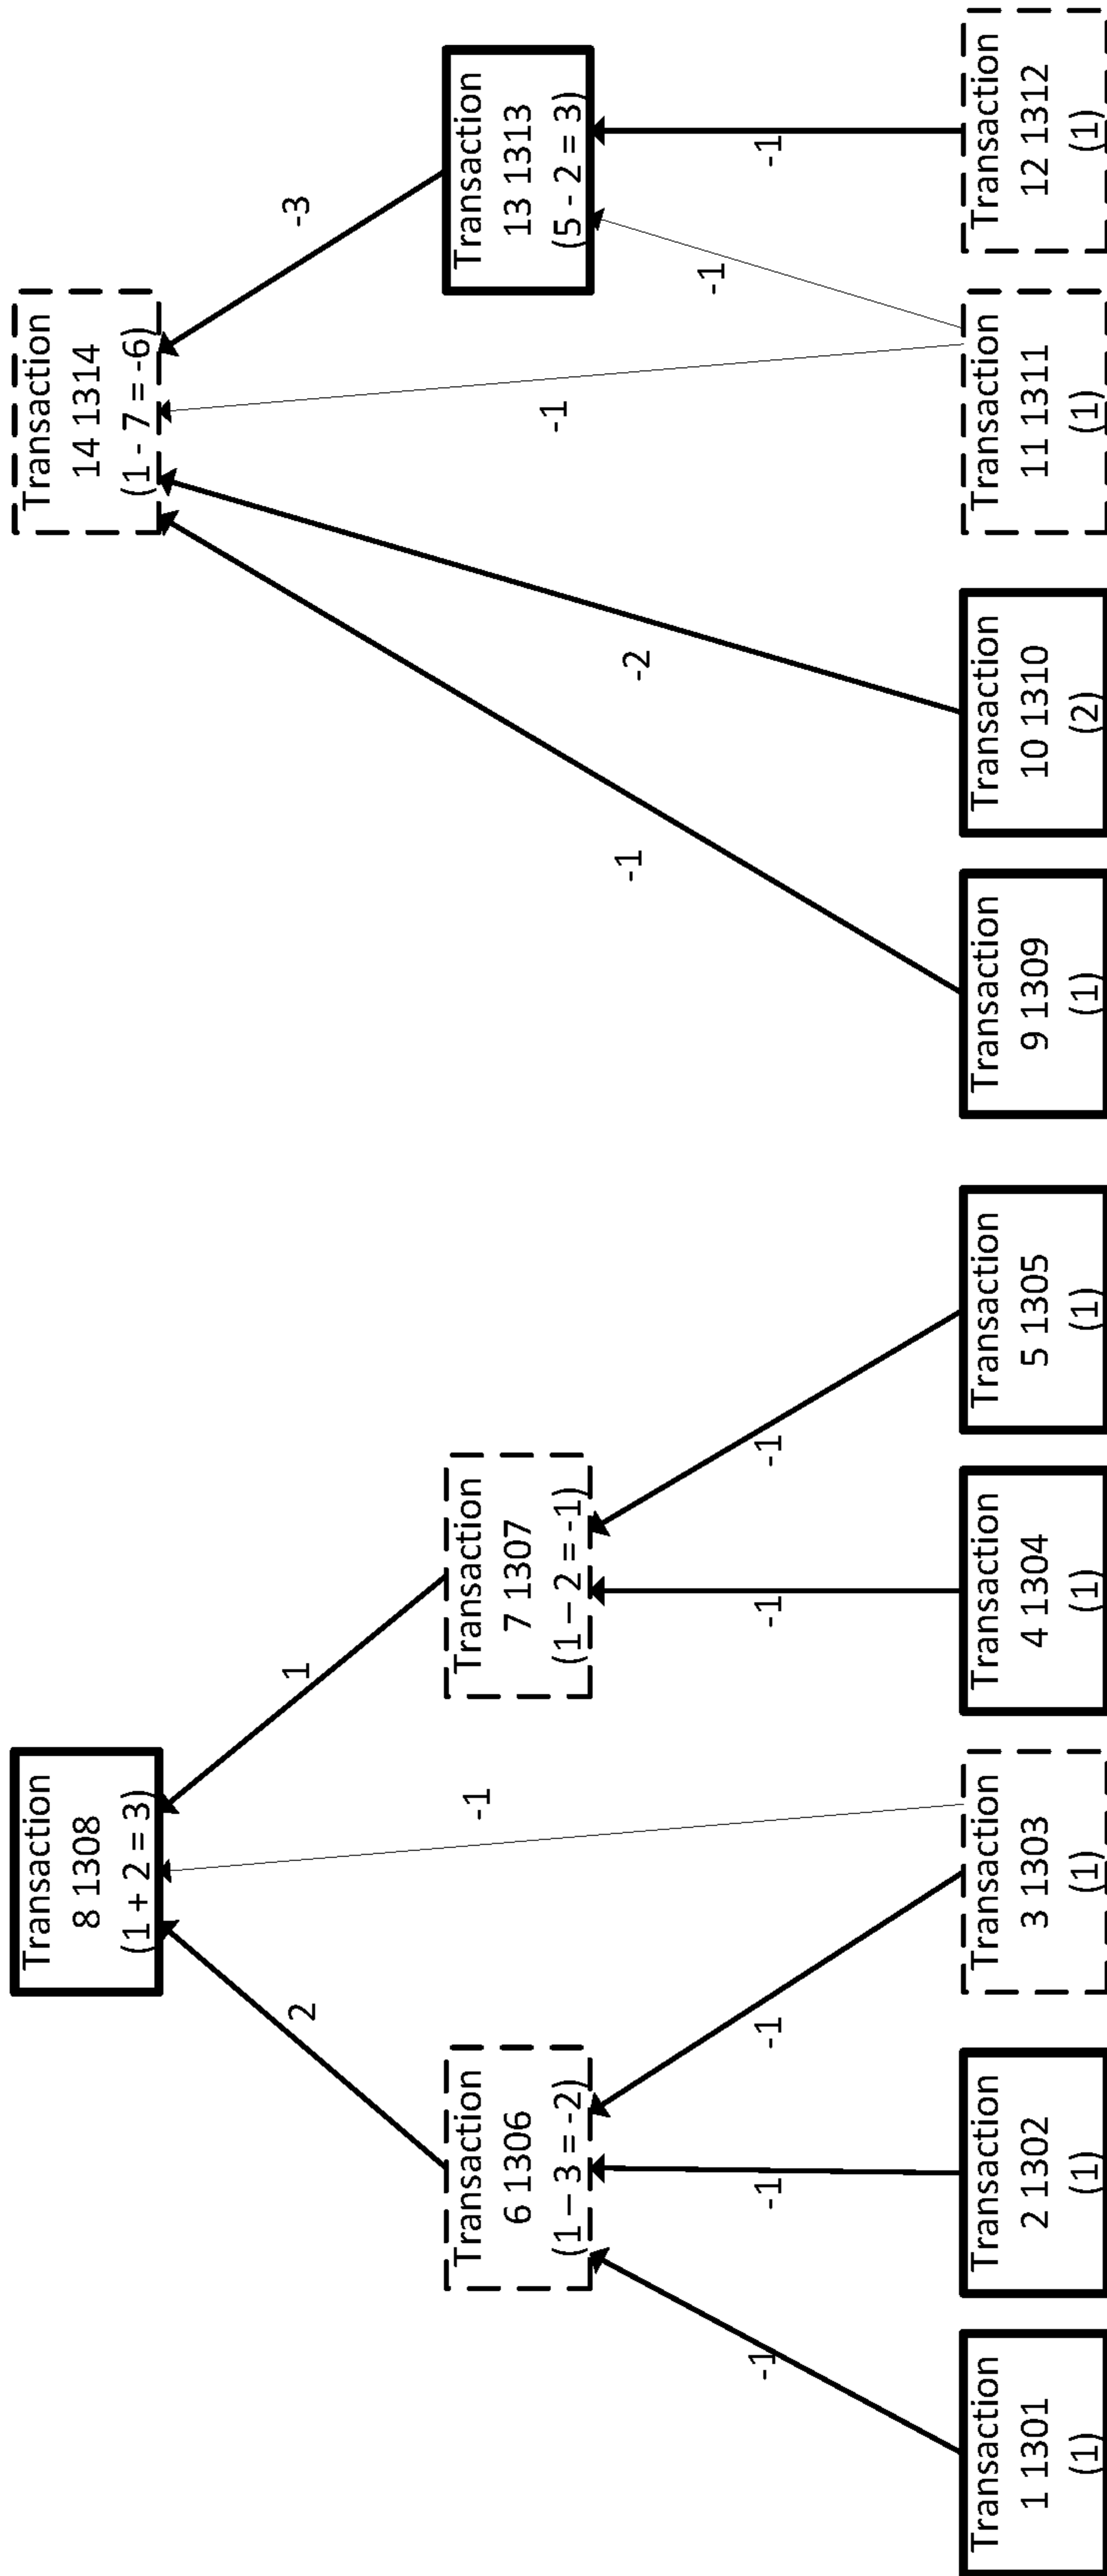 Transaction
8 1308
(1 + 2 = 3)
Transaction
14 1314
(1 - 7 = -6)
2
1
-3
Transaction
6 1306
(1 – 3 = -2)
Transaction
7 1307
(1 – 2 = -1)
Transaction
13 1313
(5 - 2 = 3)
-1
-1
-1
-2
-1
-1
-1
-1
-1
-1
-1
Transaction
1 1301
(1)
Transaction
2 1302
(1)
Transaction
3 1303
(1)
Transaction
4 1304
(1)
Transaction
5 1305
(1)
Transaction
9 1309
(1)
Transaction
10 1310
(2)
Transaction
11 1311
(1)
Transaction
12 1312
(1)